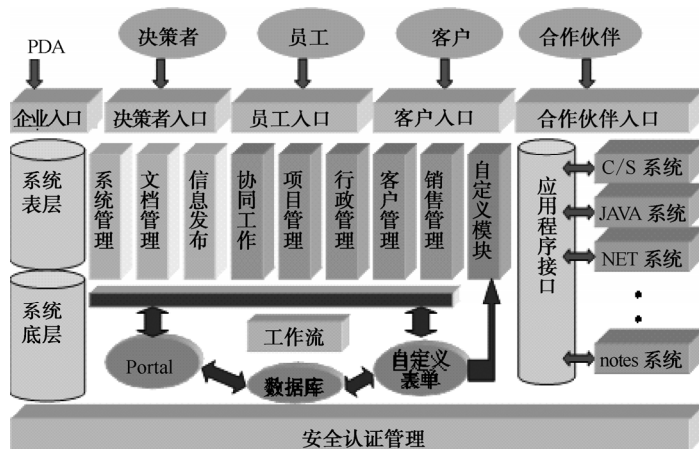 PDA
决策者
员工
客户
合作伙伴
企业入口
决策者入口
员工入口
客户入口
合作伙伴入口
系统
表层
系统管理
文档管理
信息发布
协同工作
项目管理
行政管理
客户管理
销售管理
自定义模块
应用程序接口
C/S 系统
JAVA 系统
NET 系统
notes 系统
系统
底层
工作流
Portal
数据库
自定义
表单
安全认证管理